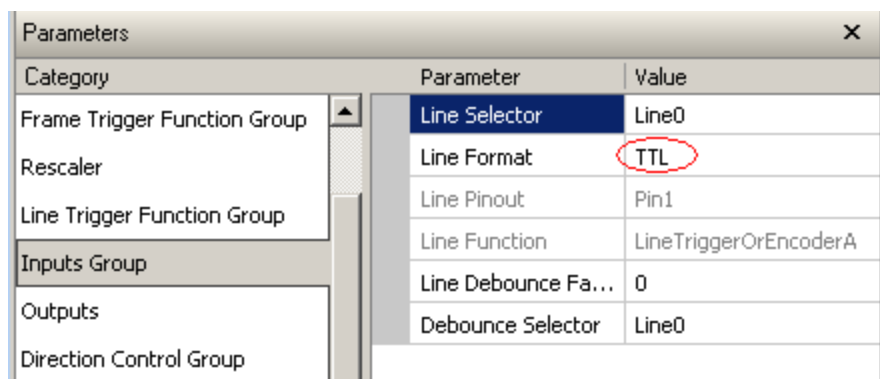 Parameters ×
Category Parameter Value
Frame Trigger Function Group
Rescaler
Line Trigger Function Group
Inputs Group
Outputs
Direction Control Group
Line Selector Line0
Line Format TTL
Line Pinout Pin1
Line Function LineTriggerOrEncoderA
Line Debounce Fa... 0
Debounce Selector Line0